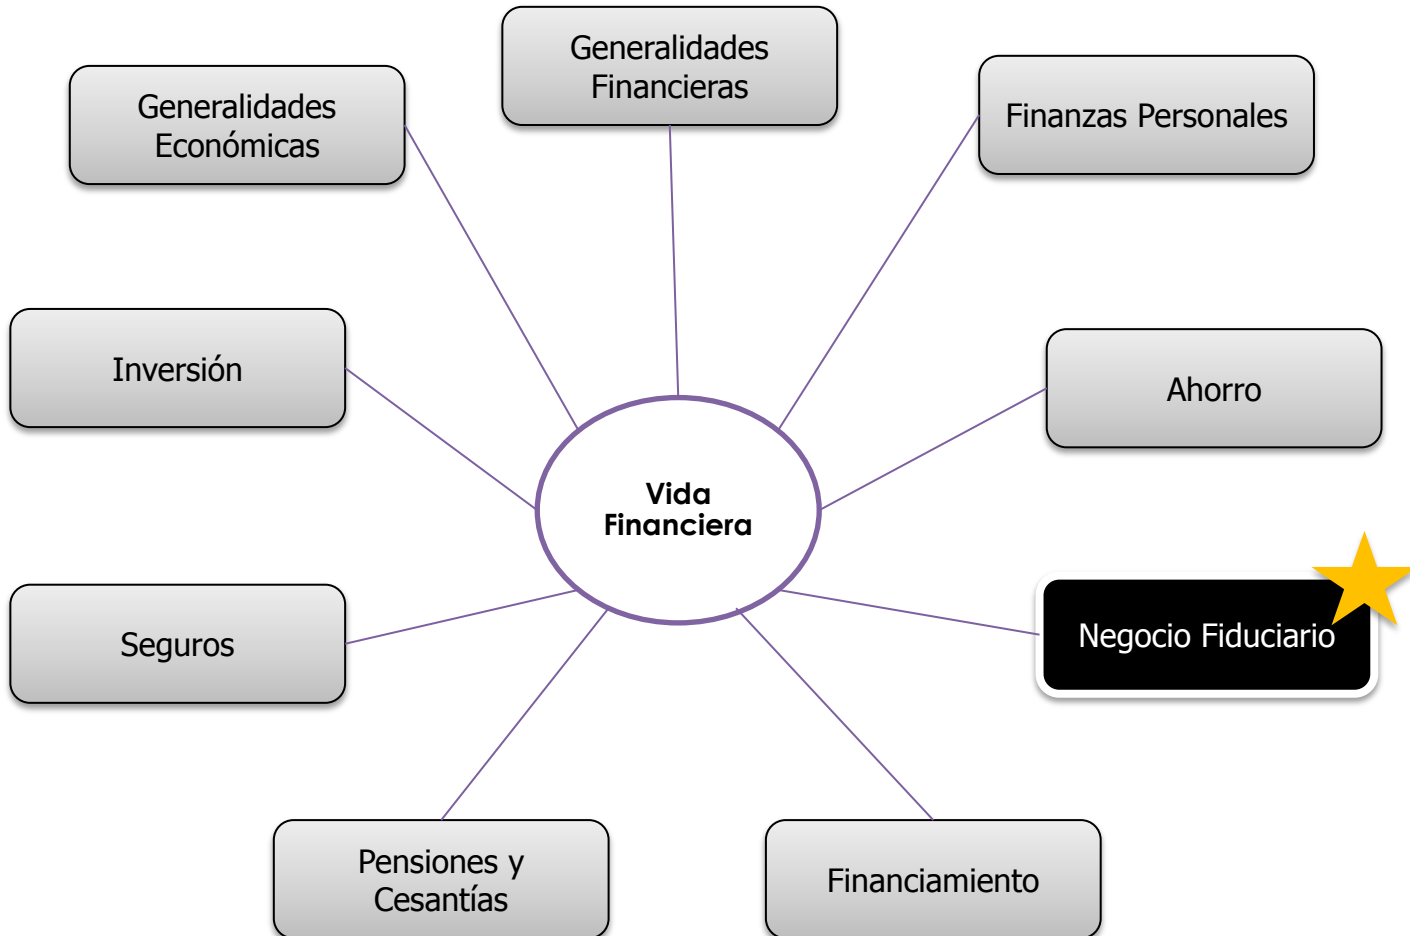 Generalidades
Financieras
Generalidades
Económicas
Finanzas Personales
Inversión
Ahorro
Vida
Financiera
Seguros
Negocio Fiduciario
Pensiones y
Cesantías
Financiamiento